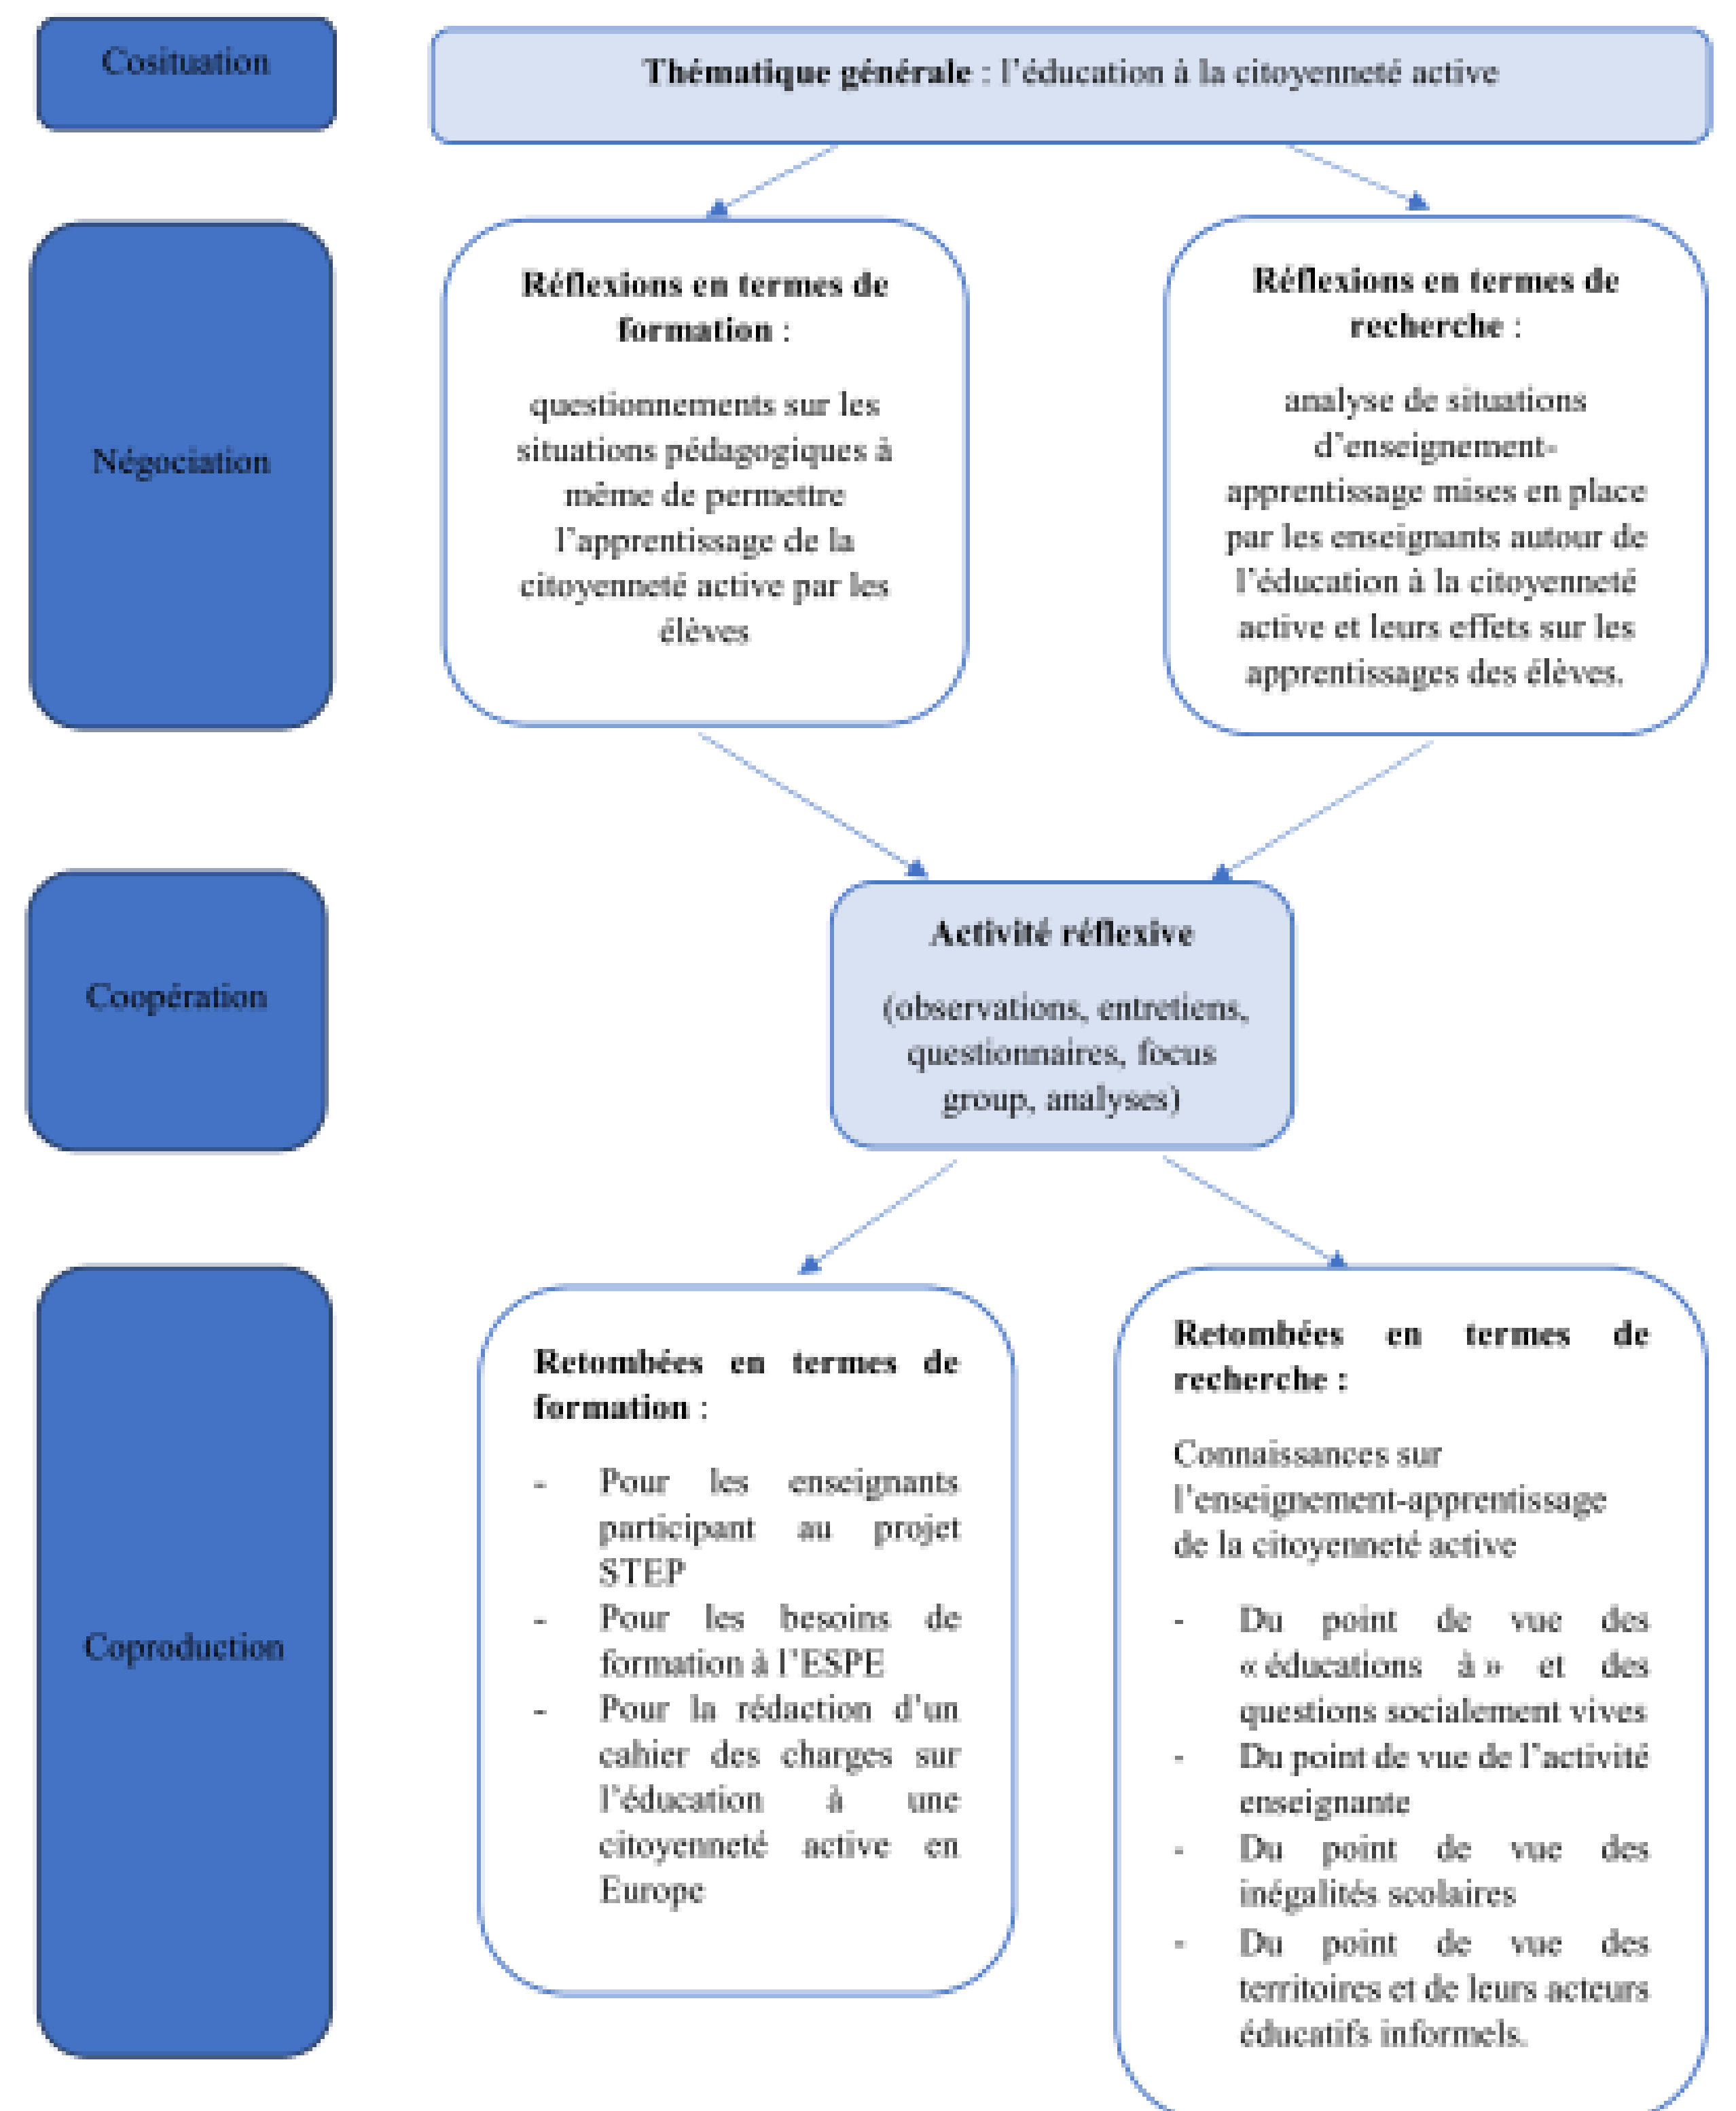 Cosituation
Thématique générale : l'éducation à la citoyenneté active
Négociation
Réflexions en termes de
formation :
questionnements sur les
situations pédagogiques à
même de permettre
l'apprentissage de la
citoyenneté active par les
élèves
Réflexions en termes de
recherche :
analyse de situations
d'enseignement-
apprentissage mises en place
par les enseignants autour de
l'éducation à la citoyenneté
active et leurs effets sur les
apprentissages des élèves.
Coopération
Activité réflexive
(observations, entretiens,
questionnaires, focus
group, analyses)
Coproduction
Retombées en termes de
formation :
- Pour les enseignants
participant au projet
STEP
- Pour les besoins de
formation à l'ESPE
- Pour la rédaction d'un
cahier des charges sur
l'éducation à une
citoyenneté active en
Europe
Retombées en termes de
recherche :
Connaissances sur
l'enseignement-apprentissage
de la citoyenneté active
- Du point de vue des
« éducations à » et des
questions socialement vives
- Du point de vue de l'activité
enseignante
- Du point de vue des
inégalités scolaires
- Du point de vue des
territoires et de leurs acteurs
éducatifs informels.